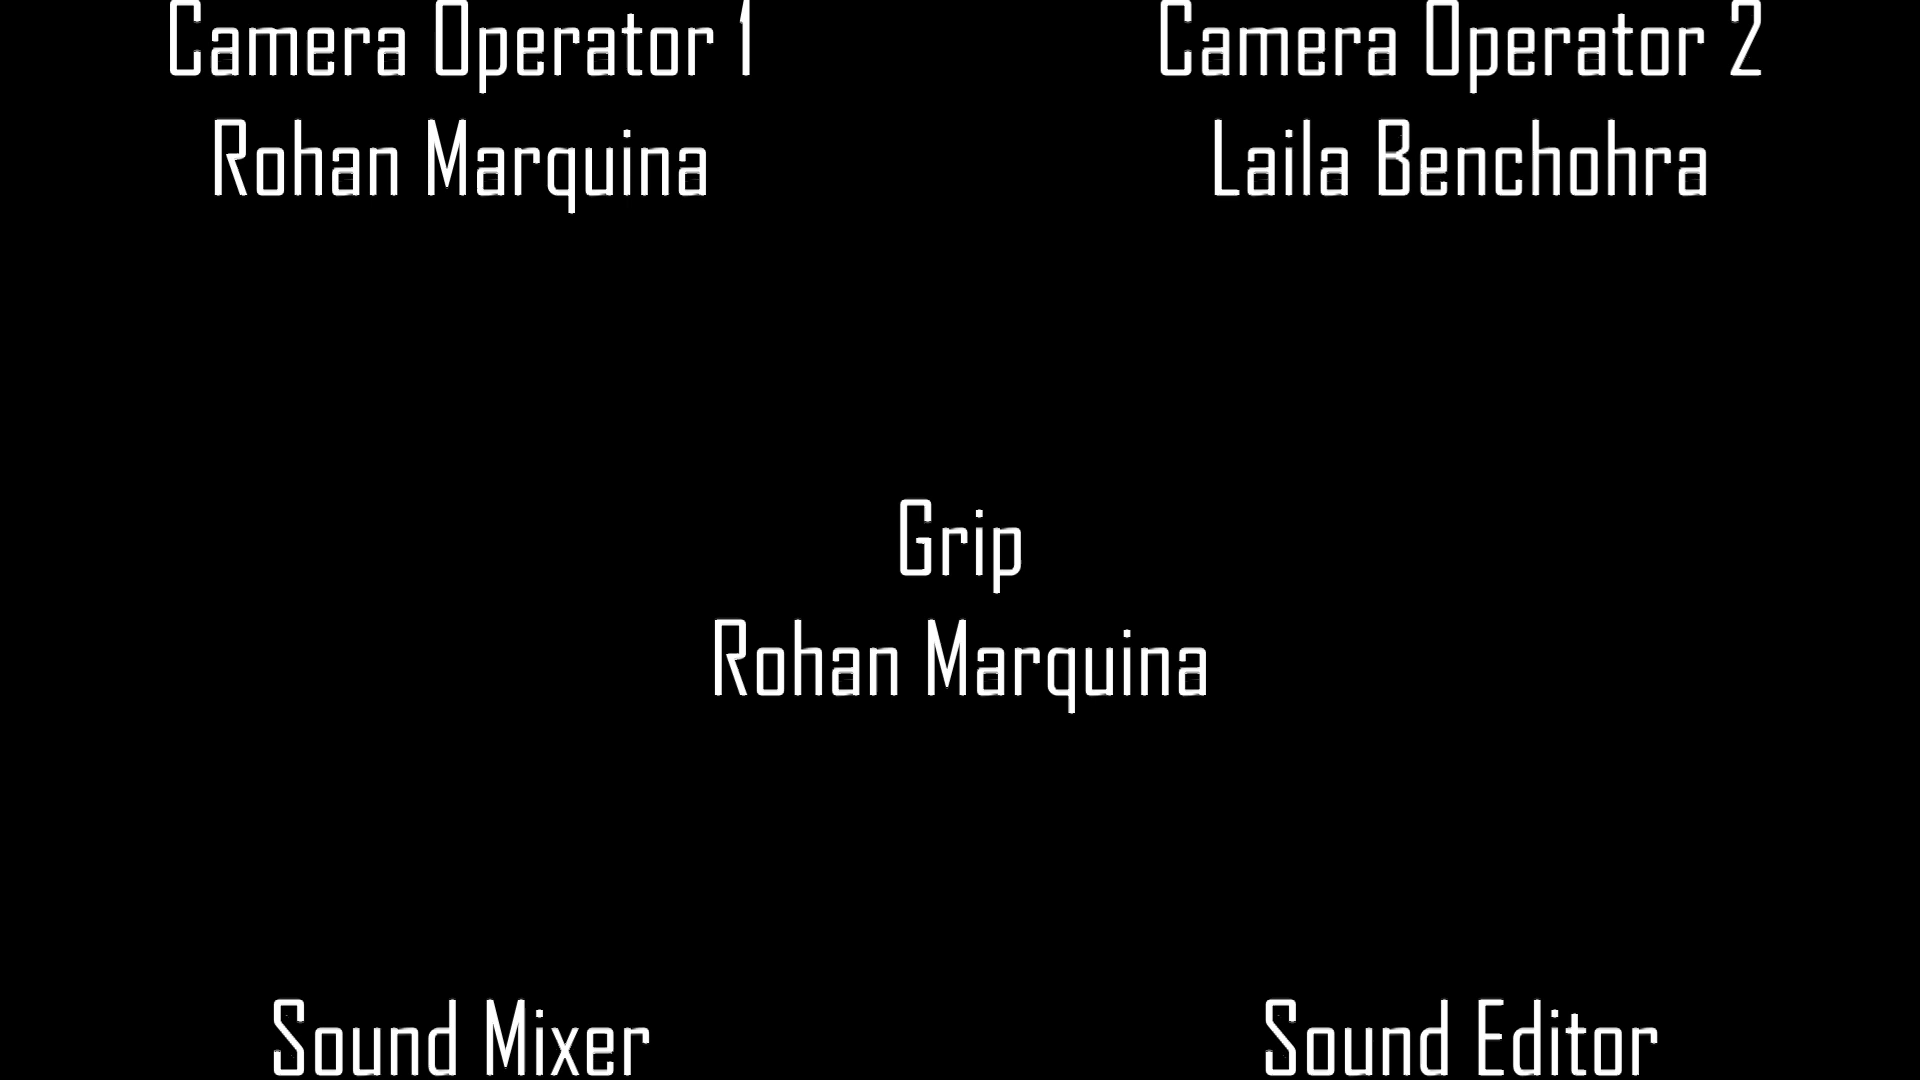 Camera Operator 1
Rohan Marquina
Camera Operator 2
Laila Benchohra
Grip
Rohan Marquina
Sound Mixer
Sound Editor